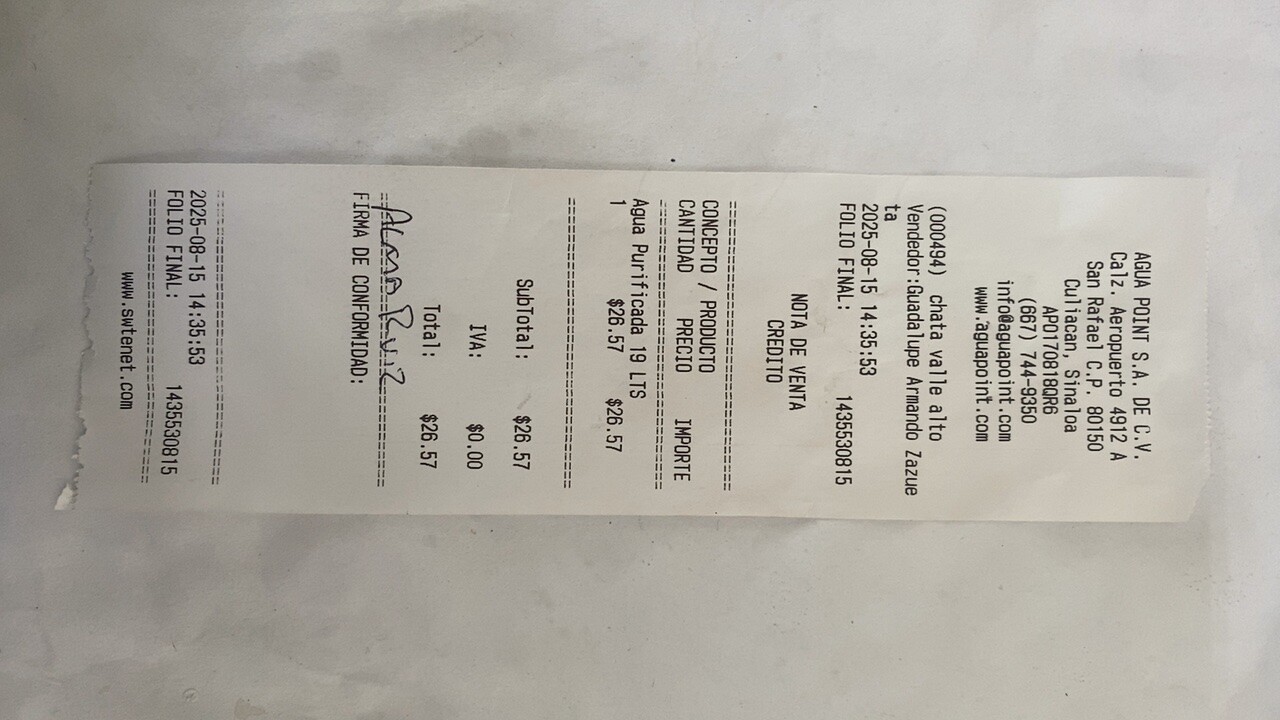 AGUA POINT S.A. DE C.V.
Calz. Aeropuerto 4912 A
San Rafael C.P. 80150
Culiacan, Sinaloa
APO170818QR6
(667) 744-9350
info@aguapoint.com
www.aguapoint.com
(000494) chata valle alto
Vendedor:Guadalupe Armando Zazue
ta
2025-08-15 14:35:53
FOLIO FINAL: 1435530815
NOTA DE VENTA
CREDITO
================================
CONCEPTO / PRODUCTO
CANTIDAD PRECIO IMPORTE
================================
Agua Purificada 19 LTS
1 $26.57 $26.57
================================
SubTotal: $26.57
IVA: $0.00
Total: $26.57
Alma Ruiz
================================
FIRMA DE CONFORMIDAD:
================================
2025-08-15 14:35:53
FOLIO FINAL: 1435530815
================================
www.swtenet.com